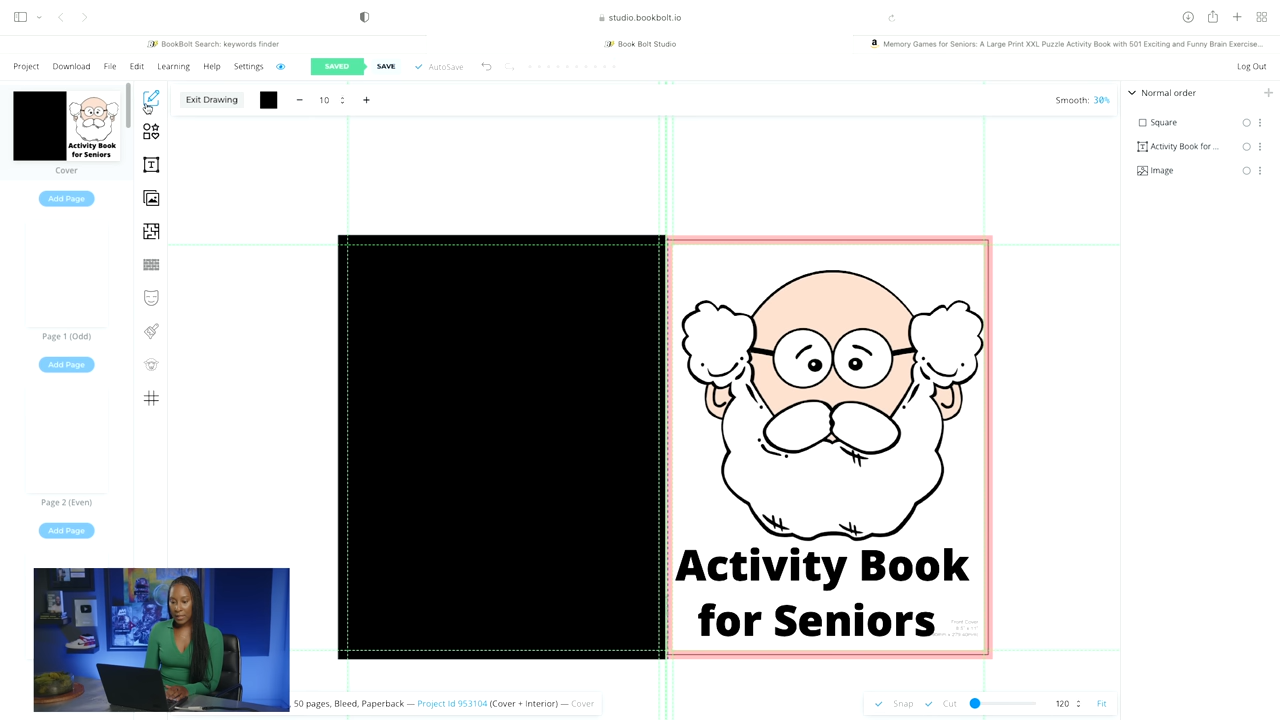 studio.bookbolt.io
BookBolt Search: keywords finder
Book Bolt Studio
Memory Games for Seniors: A Large Print XXL Puzzle Activity Book with 501 Exciting and Funny Brain Exercise...
Project
Download
File
Edit
Learning
Help
Settings
SAVED
SAVE
AutoSave
Log Out
Exit Drawing
10
Smooth: 30%
Normal order
Square
Activity Book for ...
Image
Activity Book
for Seniors
Cover
Add Page
Page 1 (Odd)
Add Page
Page 2 (Even)
Add Page
Activity Book
for Seniors
Front Cover
50 pages, Bleed, Paperback — Project Id 953104 (Cover + Interior) — Cover
Snap
Cut
120
Fit